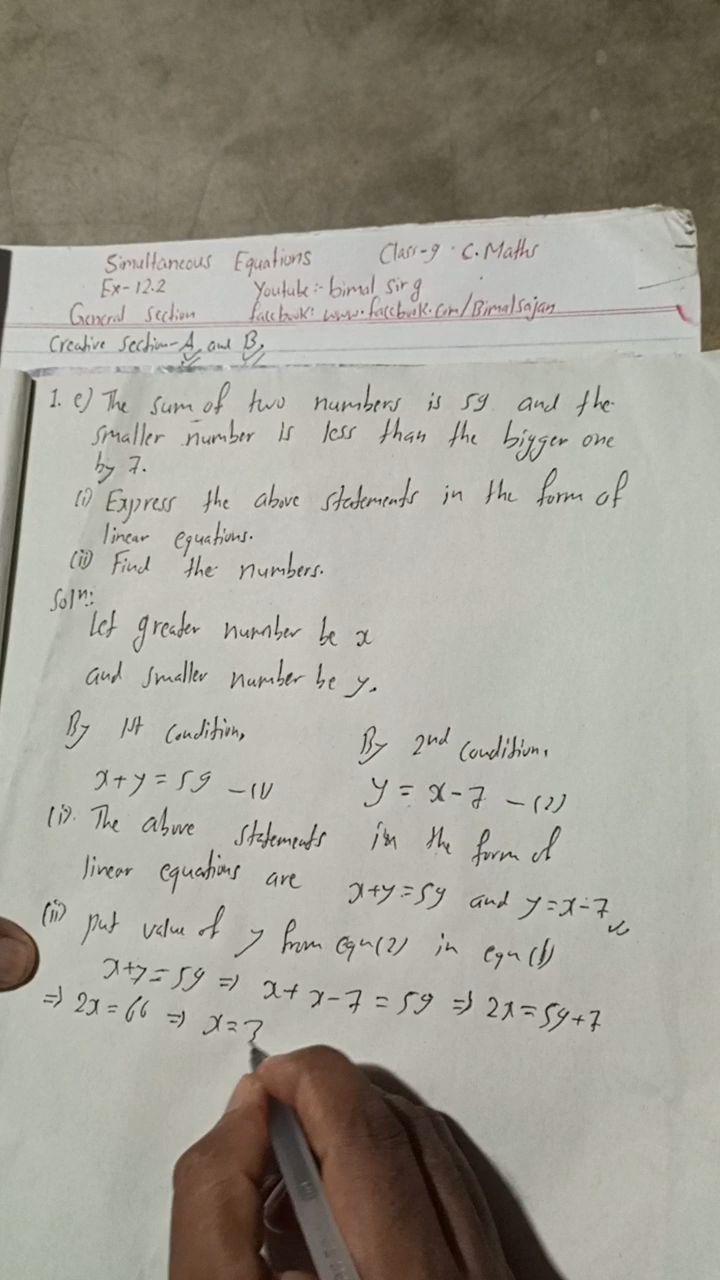 Simultaneous Equations Class-9 C. Maths
Ex-12.2 Youtube:- bimal sir g
General section facebook: www.facebook.com/Bimalsajan
Creative section-A and B.
1. e) The sum of two numbers is 59 and the
smaller number is less than the bigger one
by 7.
(i) Express the above statements in the form of
linear equations.
(ii) Find the numbers.
Solⁿ:
let greater number be x
and smaller number be y.
By 1st condition, By 2nd condition,
x+y=59 -(1) y = x-7 -(2)
(i). The above statements in the form of
linear equations are x+y=59 and y=x-7
(ii) put value of y from eqn(2) in eqn(1)
x+y=59 ⇒ x+x-7=59 ⇒ 2x=59+7
⇒ 2x=66 ⇒ x=3